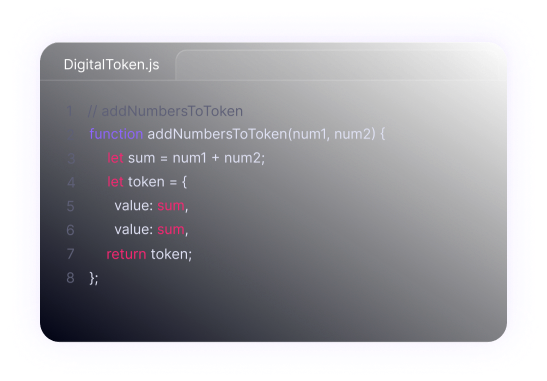 DigitalToken.js
1 // addNumbersToToken
2 function addNumbersToToken(num1, num2) {
3 let sum = num1 + num2;
4 let token = {
5 value: sum,
6 value: sum,
7 return token;
8 };